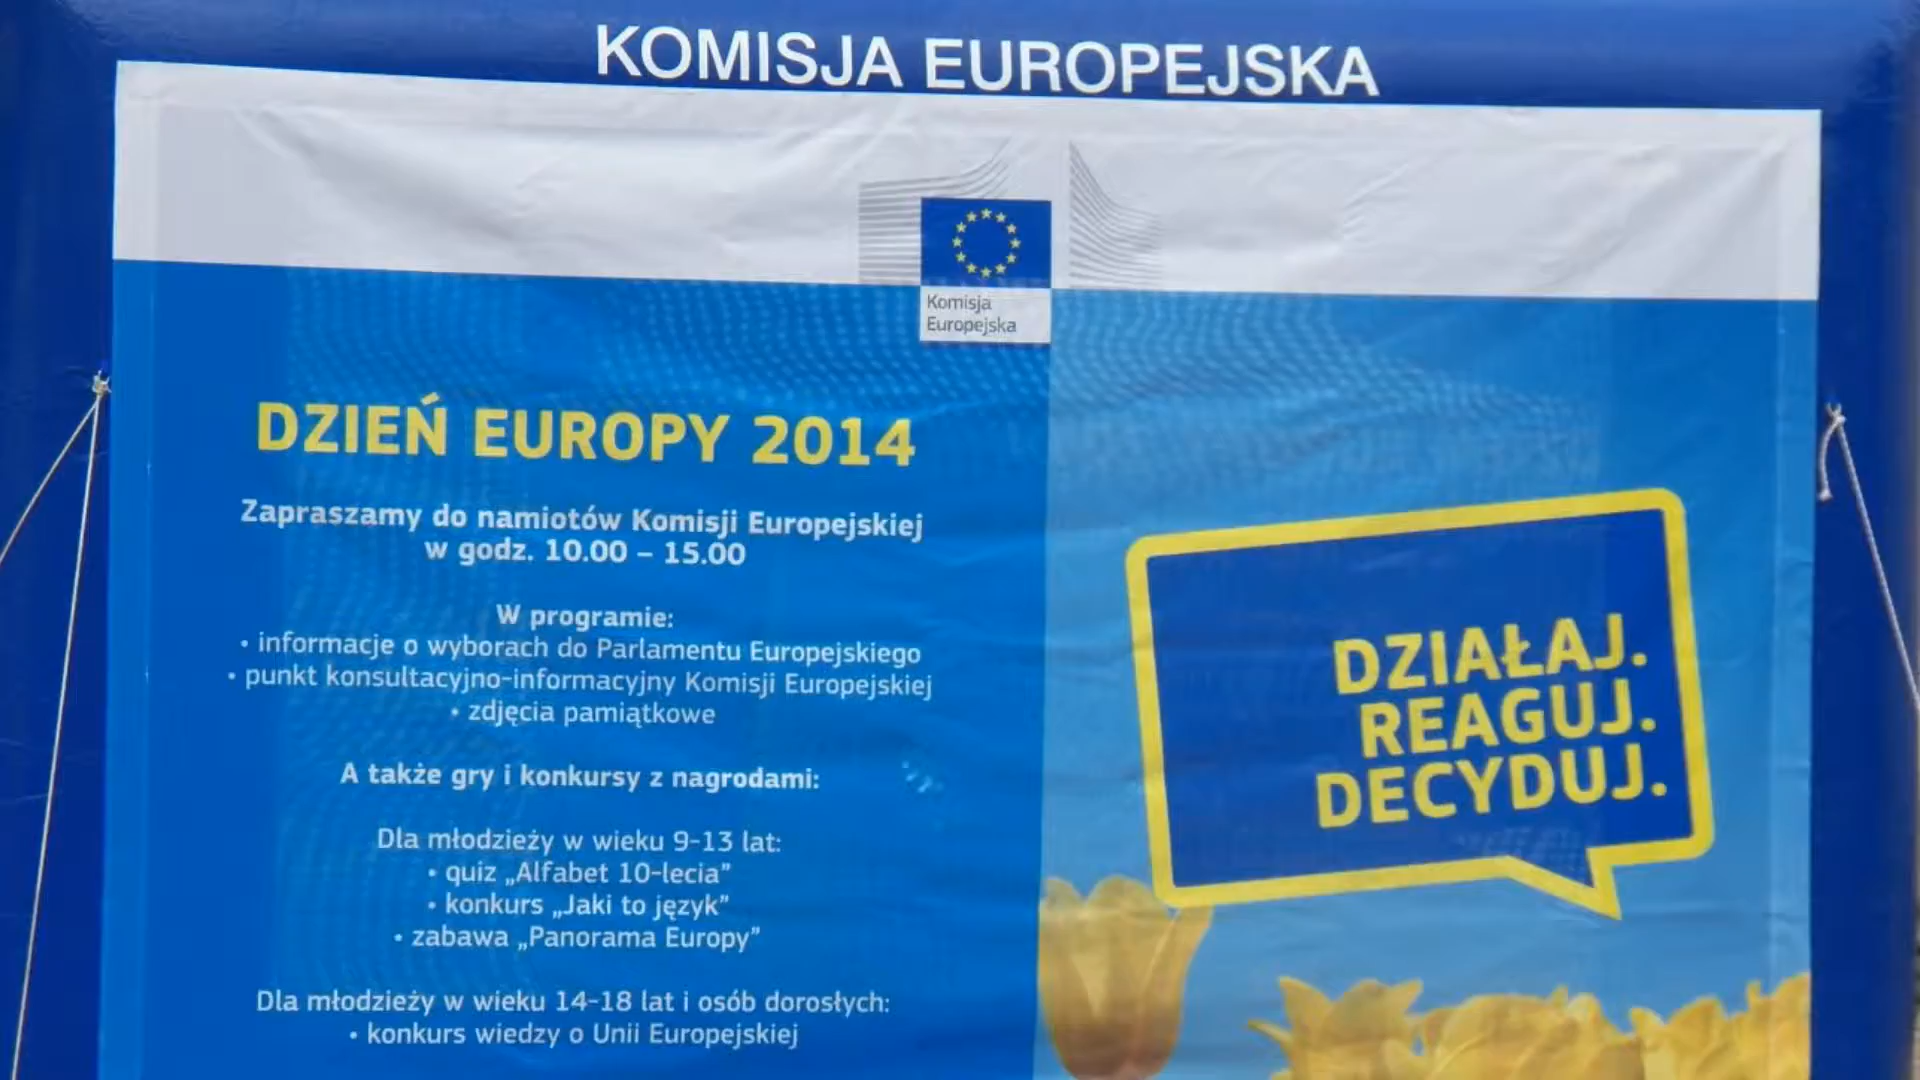 KOMISJA EUROPEJSKA
Komisja
Europejska
DZIEŃ EUROPY 2014
Zapraszamy do namiotów Komisji Europejskiej
w godz. 10.00 – 15.00
W programie:
• informacje o wyborach do Parlamentu Europejskiego
• punkt konsultacyjno-informacyjny Komisji Europejskiej
• zdjęcia pamiątkowe
A także gry i konkursy z nagrodami:
Dla młodzieży w wieku 9-13 lat:
• quiz „Alfabet 10-lecia”
• konkurs „Jaki to język”
• zabawa „Panorama Europy”
Dla młodzieży w wieku 14-18 lat i osób dorosłych:
• konkurs wiedzy o Unii Europejskiej
DZIAŁAJ.
REAGUJ.
DECYDUJ.